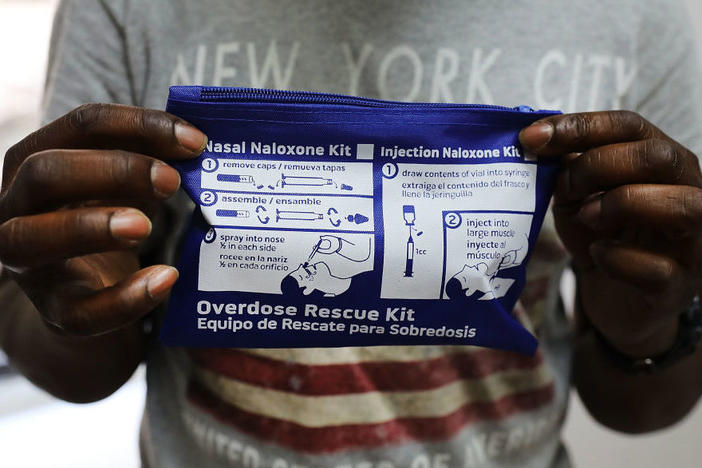 NEW YORK CITY
Nasal Naloxone Kit
1 remove caps / remueva tapas
2 assemble / ensamble
3 spray into nose
½ in each side
rocee en la nariz
½ en cada orificio
Injection Naloxone Kit
1 draw contents of vial into syringe
extraiga el contenido del frasco y
llene la jeringuilla
1cc
2 inject into
large muscle
inyecte al
músculo
Overdose Rescue Kit
Equipo de Rescate para Sobredosis
UNITED STATES OF